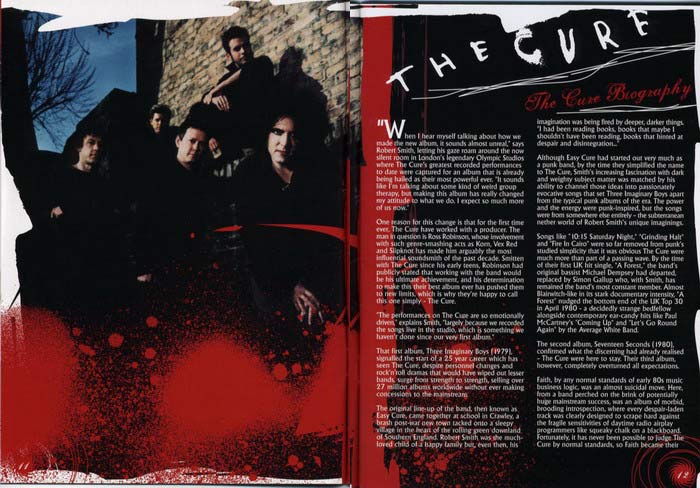 THE CURE
The Cure Biography
"When I hear myself talking about how we
made the new album, it sounds almost unreal," says
Robert Smith, letting his gaze roam around the now
silent room in London's legendary Olympic Studios
where The Cure's greatest recorded performances
to date were captured for an album that is already
being hailed as their most powerful ever. "It sounds
like I'm talking about some kind of weird group
therapy, but making this album has really changed
my attitude to what we do. I expect so much more
of us now."
One reason for this change is that for the first time
ever, The Cure have worked with a producer. The
man in question is Ross Robinson, whose involvement
with such genre-smashing acts as Korn, Vex Red
and Slipknot has made him arguably the most
influential soundsmith of the past decade. Smitten
with The Cure since his early teens, Robinson had
publicly stated that working with the band would
be his ultimate achievement, and his determination
to make this the best album ever has pushed them
to new limits, which is why they're happy to call
this one simply - The Cure.
"The performances on The Cure are so emotionally
driven," explains Smith, "largely because we recorded
the songs live in the studio, which is something we
haven't done since our very first album."
That first album, Three Imaginary Boys (1979),
signalled the start of a 25 year career which has
seen The Cure, despite personnel changes and
rock'n'roll dramas that would have wiped out lesser
bands, surge from strength to strength, selling over
27 million albums worldwide without ever making
concessions to the mainstream.
The original line-up of the band, then known as
Easy Cure, came together at school in Crawley, a
brash post-war new town tacked onto a sleepy
village in the heart of the rolling green downland
of Southern England. Robert Smith was the much-
loved child of a happy family but, even then, his
imagination was being fired by deeper, darker things.
"I had been reading books, books that maybe I
shouldn't have been reading, books that hinted at
despair and disintegration..."
Although Easy Cure had started out very much as
a punk band, by the time they simplified the name
to The Cure, Smith's increasing fascination with dark
and weighty subject matter was matched by his
ability to channel those ideas into passionately
evocative songs that set Three Imaginary Boys apart
from the typical punk albums of the era. The power
and the energy were punk-inspired, but the songs
were from somewhere else entirely - the subterranean
nether world of Robert Smith's unique imaginings.
Songs like "10:15 Saturday Night," "Grinding Halt"
and "Fire In Cairo" were so far removed from punk's
studied simplicity that it was obvious The Cure were
much more than part of a passing wave. By the time
of their first UK hit single, "A Forest," the band's
original bassist Michael Dempsey had departed,
replaced by Simon Gallup who, with Smith, has
remained the band's most constant member. Almost
Blairwitch-like in its stark documentary intensity, "A
Forest" nudged the bottom end of the UK Top 30
in April 1980 - a decidedly strange bedfellow
alongside contemporary ear-candy hits like Paul
McCartney's "Coming Up" and "Let's Go Round
Again" by the Average White Band.
The second album, Seventeen Seconds (1980),
confirmed what the discerning had already realised
- The Cure were here to stay. Their third album,
however, completely overturned all expectations.
Faith, by any normal standards of early 80s music
business logic, was an almost suicidal move. Here,
from a band perched on the brink of potentially
huge mainstream success, was an album of morbid,
brooding introspection, where every despair-laden
track was clearly designed to scrape hard against
the fragile sensitivities of daytime radio airplay
programmers like squeaky chalk on a blackboard.
Fortunately, it has never been possible to Judge The
Cure by normal standards, so Faith became their
11
12